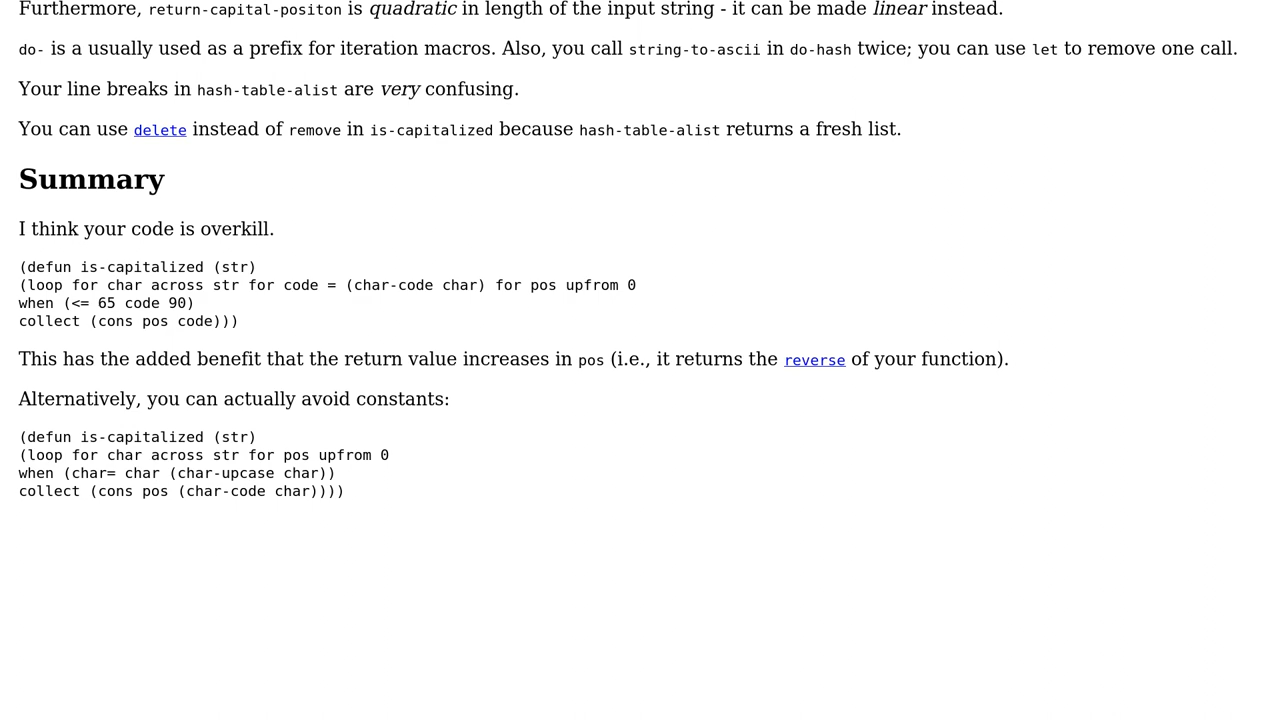 Furthermore, return-capital-positon is quadratic in length of the input string - it can be made linear instead.
do- is a usually used as a prefix for iteration macros. Also, you call string-to-ascii in do-hash twice; you can use let to remove one call.
Your line breaks in hash-table-alist are very confusing.
You can use delete instead of remove in is-capitalized because hash-table-alist returns a fresh list.
Summary
I think your code is overkill.
(defun is-capitalized (str)
(loop for char across str for code = (char-code char) for pos upfrom 0
when (<= 65 code 90)
collect (cons pos code)))
This has the added benefit that the return value increases in pos (i.e., it returns the reverse of your function).
Alternatively, you can actually avoid constants:
(defun is-capitalized (str)
(loop for char across str for pos upfrom 0
when (char= char (char-upcase char))
collect (cons pos (char-code char))))